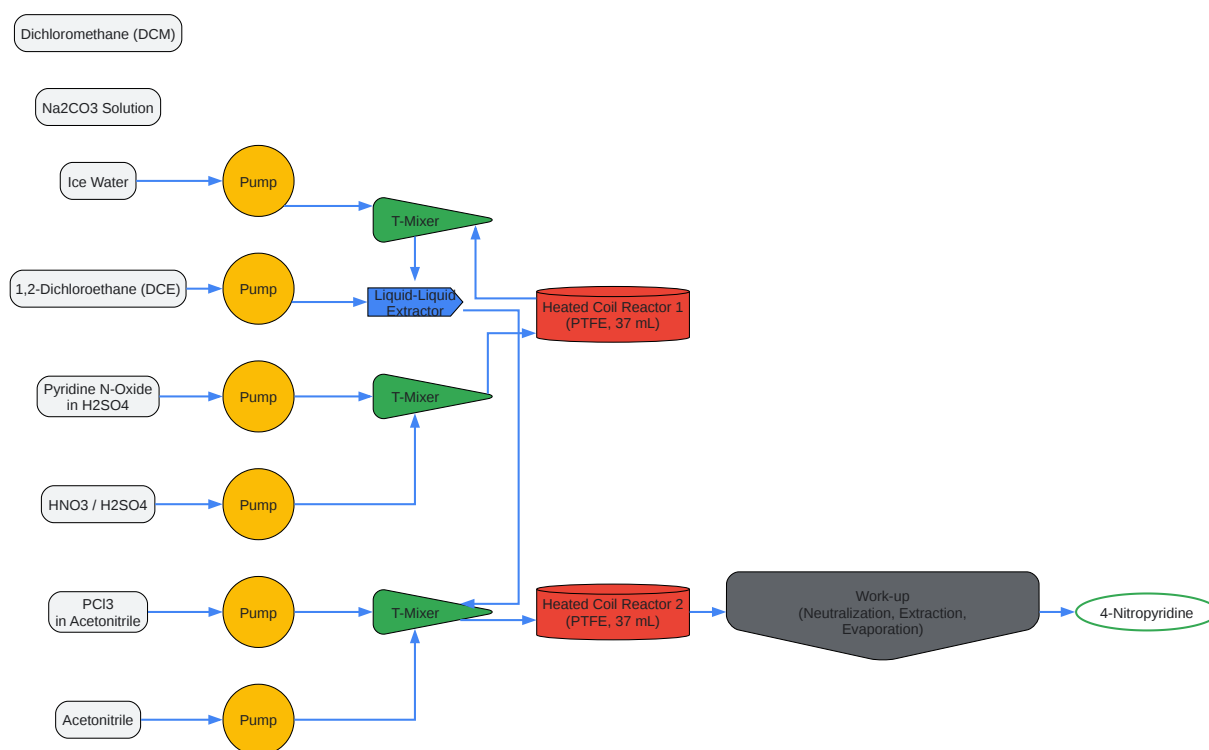 Dichloromethane (DCM)
Na2CO3 Solution
Ice Water
Pump
T-Mixer
1,2-Dichloroethane (DCE)
Pump
Liquid-Liquid
Extractor
Heated Coil Reactor 1
(PTFE, 37 mL)
Pyridine N-Oxide
in H2SO4
Pump
T-Mixer
HNO3 / H2SO4
Pump
PCl3
in Acetonitrile
Pump
T-Mixer
Heated Coil Reactor 2
(PTFE, 37 mL)
Work-up
(Neutralization, Extraction,
Evaporation)
4-Nitropyridine
Acetonitrile
Pump